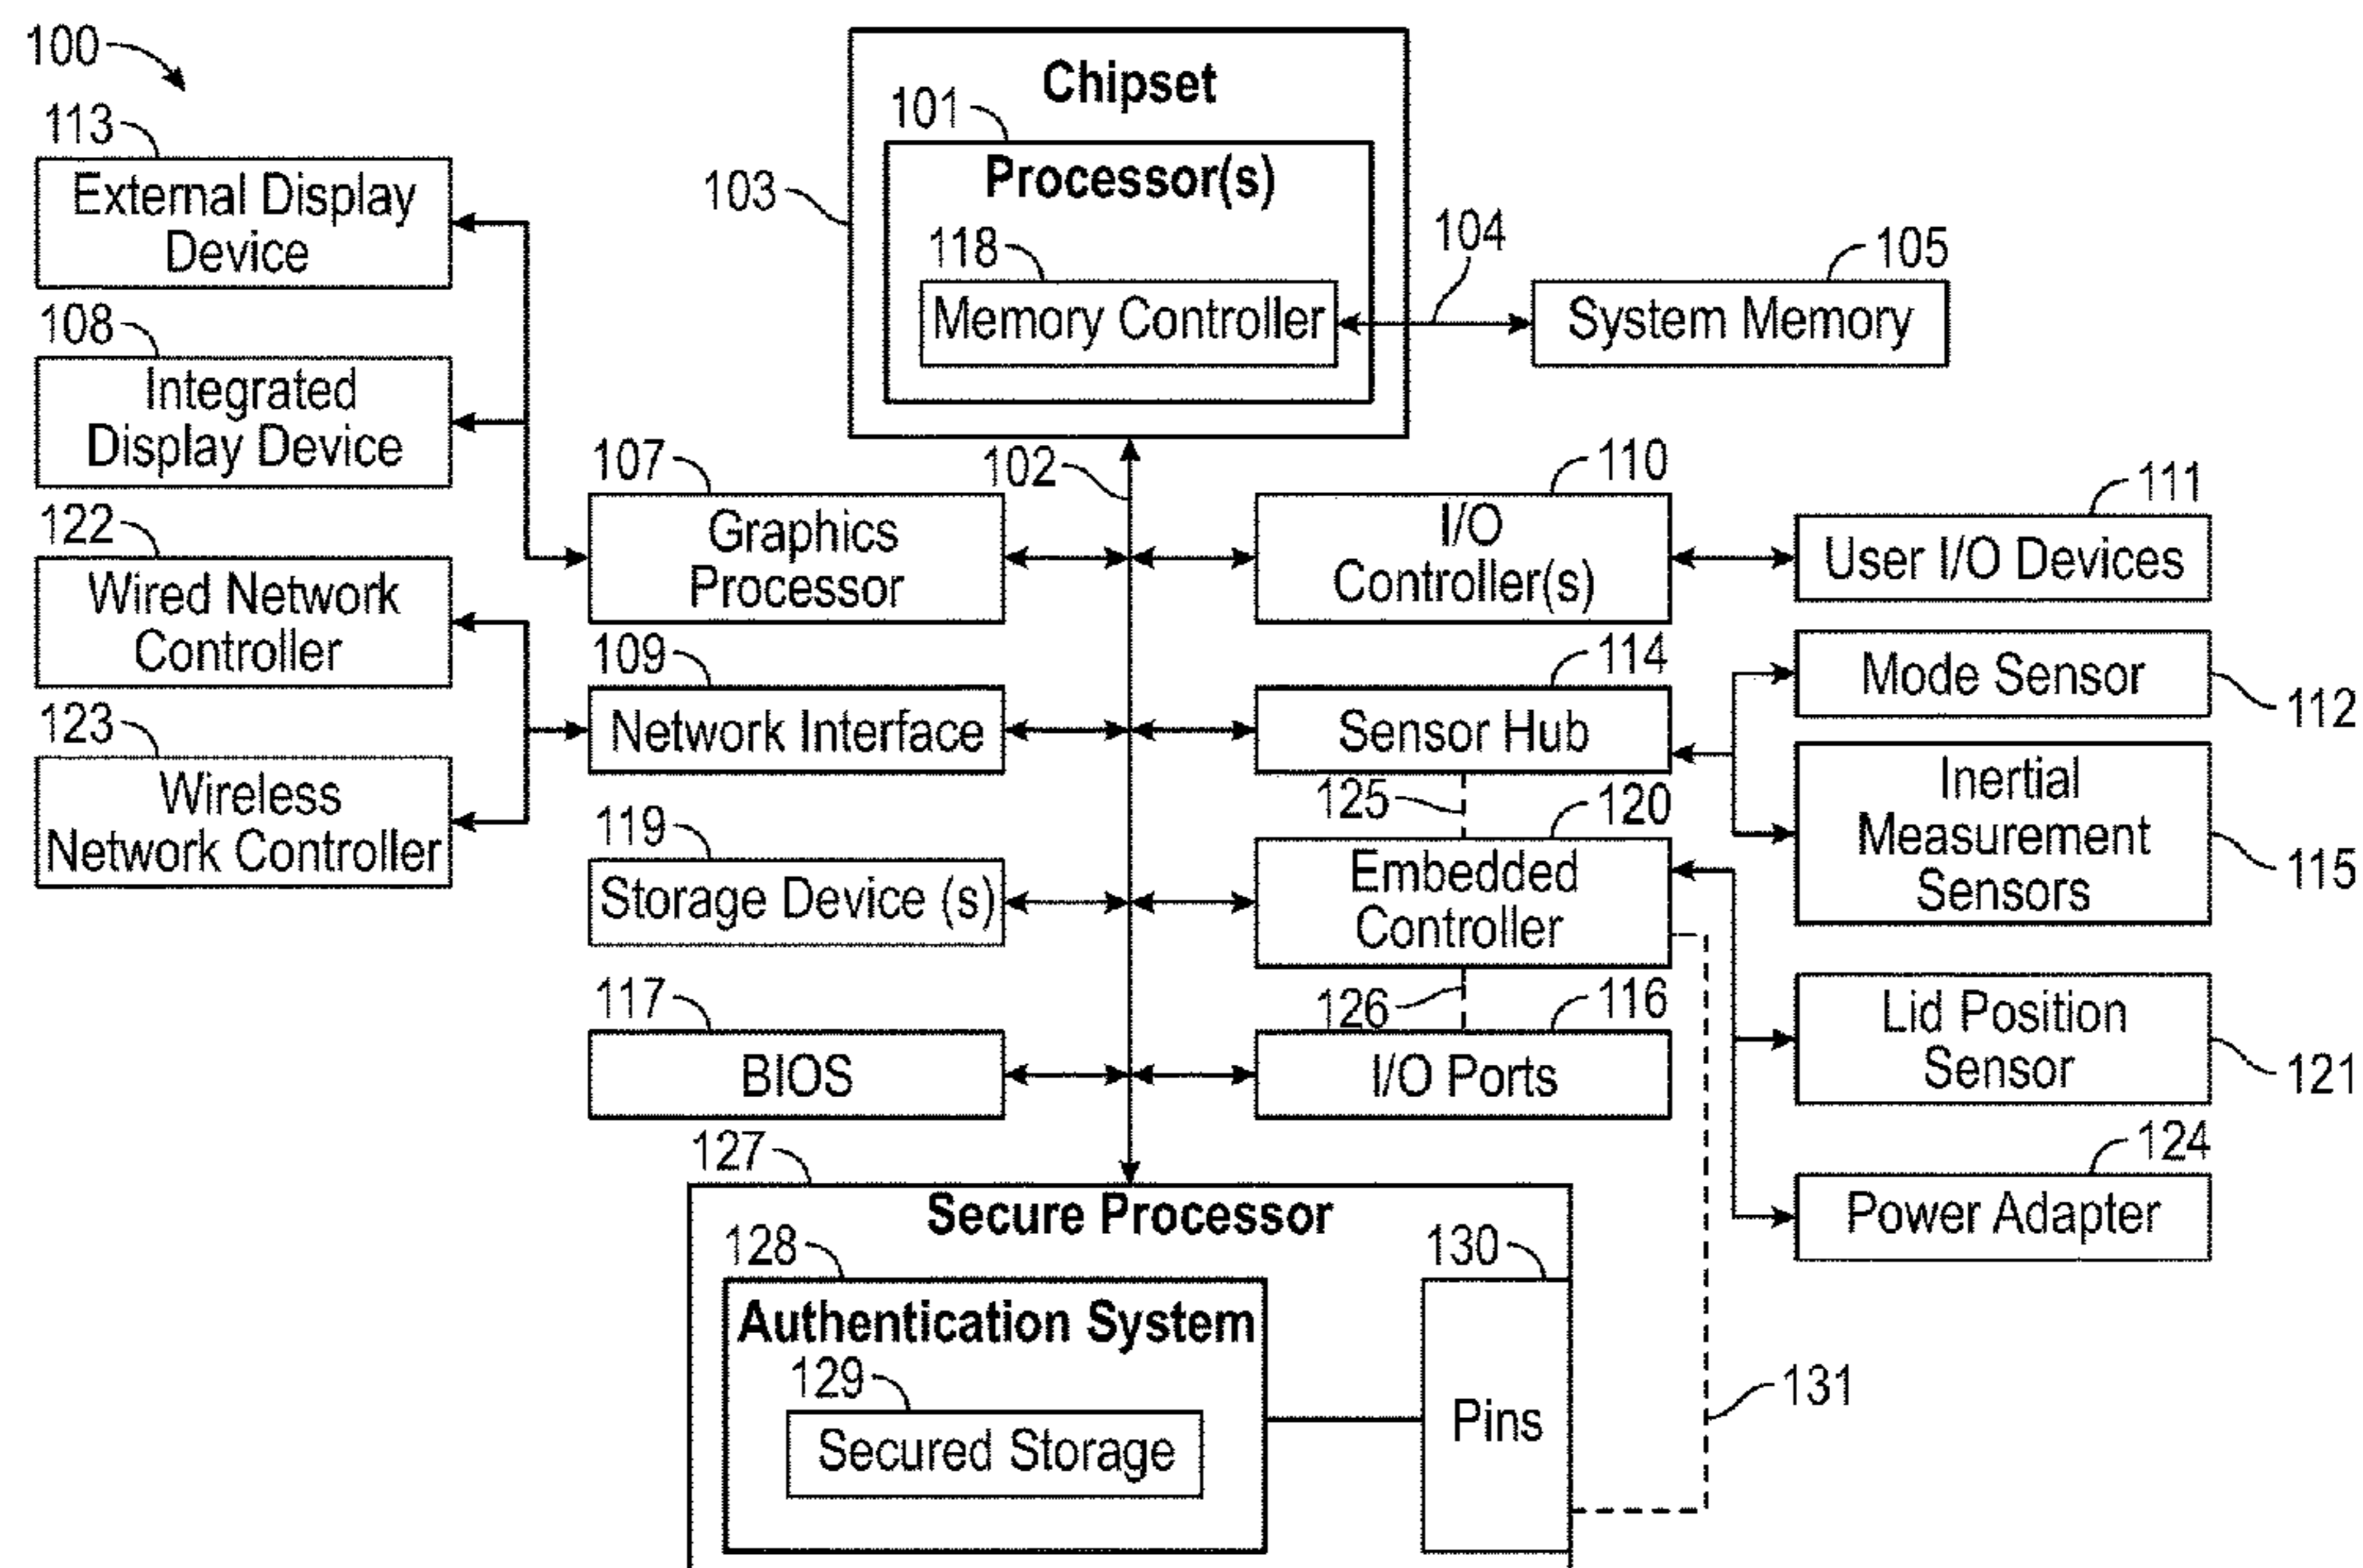 100
113
External Display
Device
108
Integrated
Display Device
122
Wired Network
Controller
123
Wireless
Network Controller
Chipset
103
101
Processor(s)
118
Memory Controller
104
105
System Memory
102
107
Graphics
Processor
109
Network Interface
119
Storage Device (s)
117
BIOS
110
I/O
Controller(s)
114
Sensor Hub
125
120
Embedded
Controller
126
116
I/O Ports
111
User I/O Devices
Mode Sensor
112
Inertial
Measurement
Sensors
115
Lid Position
Sensor
121
124
Power Adapter
127
Secure Processor
128
Authentication System
129
Secured Storage
130
Pins
131